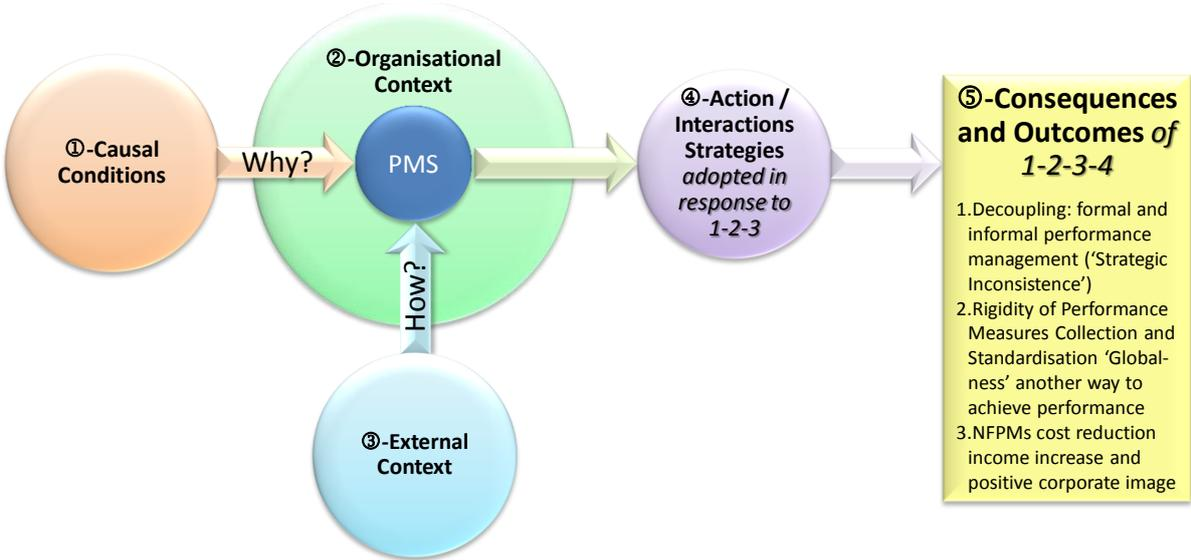 ①-Causal
Conditions
Why?
②-Organisational
Context
PMS
How?
③-External
Context
④-Action /
Interactions
Strategies
adopted in
response to
1-2-3
⑤-Consequences
and Outcomes of
1-2-3-4
1.Decoupling: formal and
informal performance
management (‘Strategic
Inconsistence’)
2.Rigidity of Performance
Measures Collection and
Standardisation ‘Global-
ness’ another way to
achieve performance
3.NFPMs cost reduction
income increase and
positive corporate image